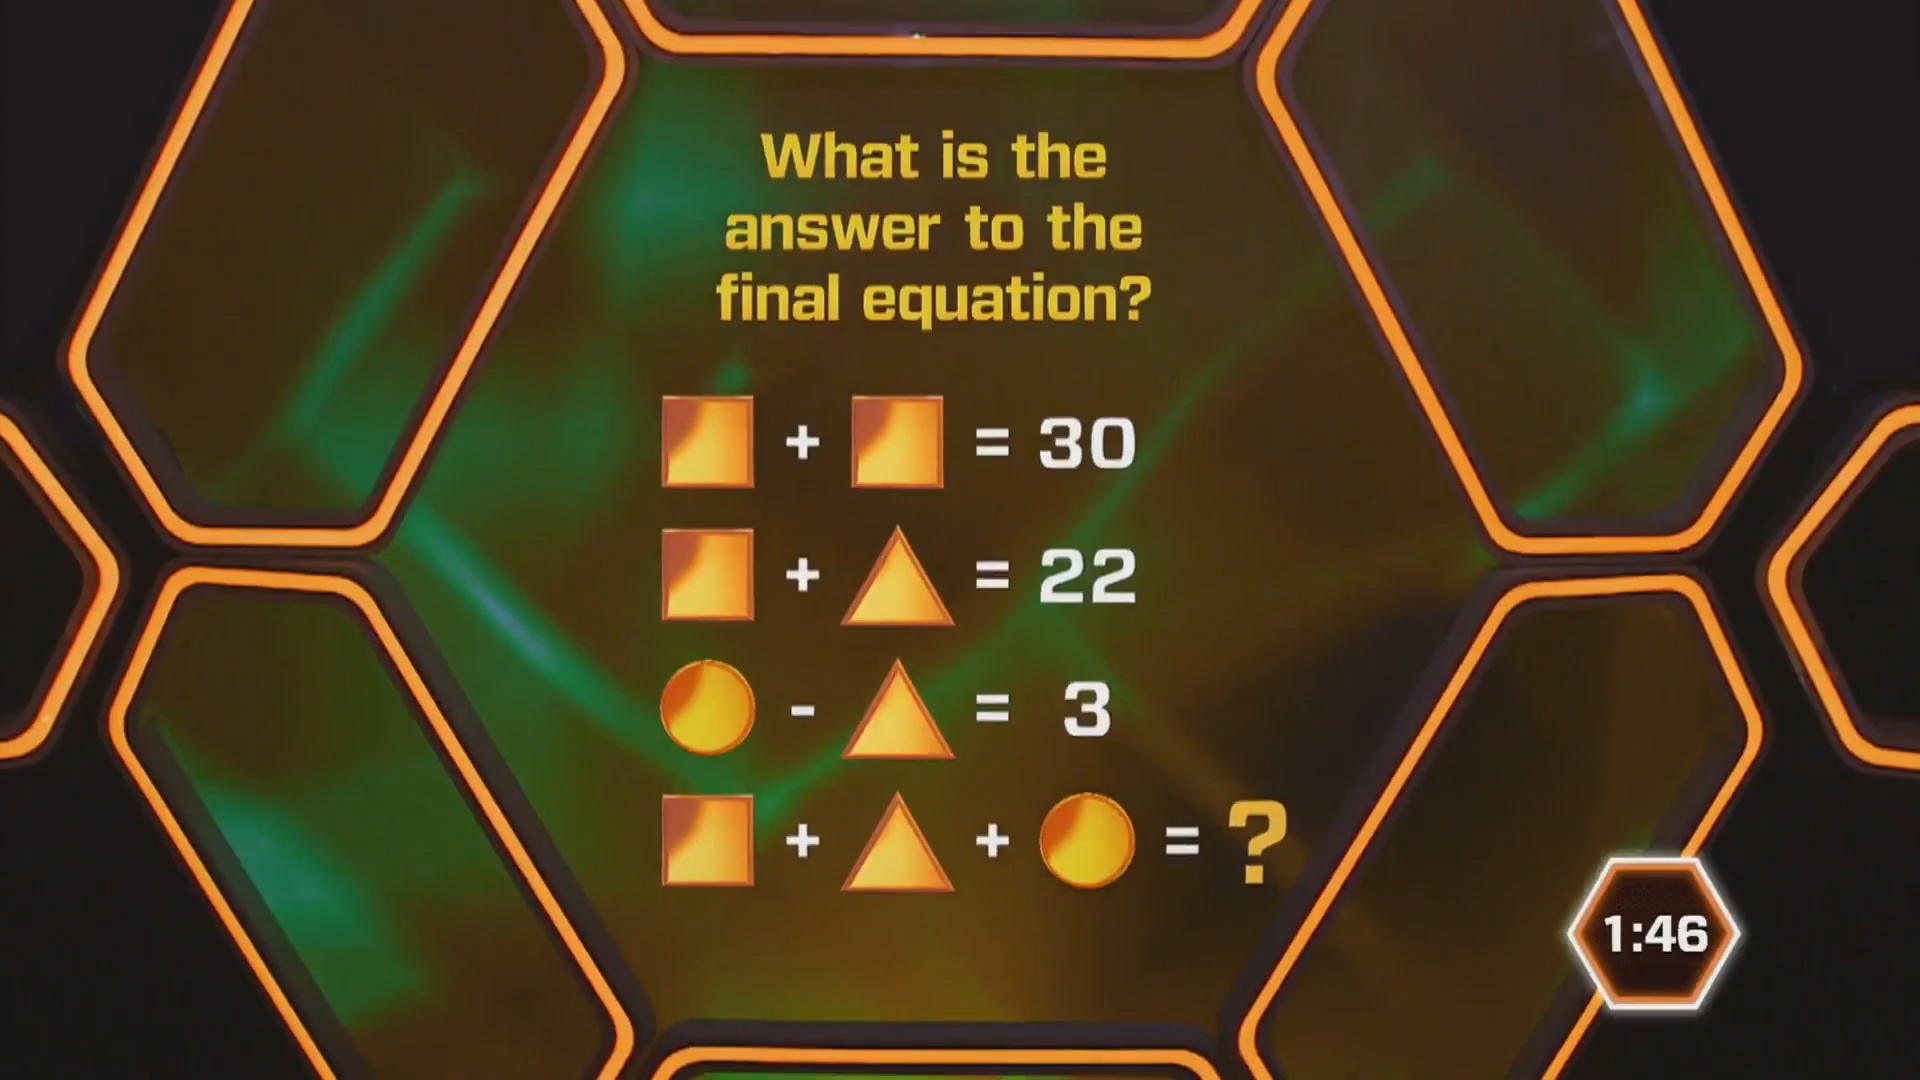 What is the
answer to the
final equation?
+ = 30
+ = 22
- = 3
+ + = ?
1:46